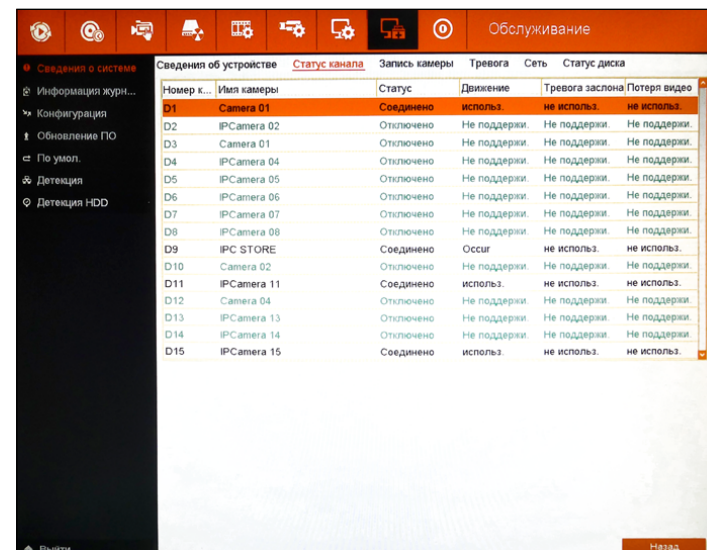 Обслуживание
Сведения о системе
Информация журн...
Конфигурация
Обновление ПО
По умол.
Детекция
Детекция HDD
Выйти
Сведения об устройстве Статус канала Запись камеры Тревога Сеть Статус диска
Номер к... Имя камеры Статус Движение Тревога заслона Потеря видео
D1 Camera 01 Соединено использ. не использ. не использ.
D2 IPCamera 02 Отключено Не поддержи. Не поддержи. Не поддержи.
D3 Camera 01 Отключено Не поддержи. Не поддержи. Не поддержи.
D4 IPCamera 04 Отключено Не поддержи. Не поддержи. Не поддержи.
D5 IPCamera 05 Отключено Не поддержи. Не поддержи. Не поддержи.
D6 IPCamera 06 Отключено Не поддержи. Не поддержи. Не поддержи.
D7 IPCamera 07 Отключено Не поддержи. Не поддержи. Не поддержи.
D8 IPCamera 08 Отключено Не поддержи. Не поддержи. Не поддержи.
D9 IPC STORE Соединено Occur не использ. не использ.
D10 Camera 02 Отключено Не поддержи. Не поддержи. Не поддержи.
D11 IPCamera 11 Соединено использ. не использ. не использ.
D12 Camera 04 Отключено Не поддержи. Не поддержи. Не поддержи.
D13 IPCamera 13 Отключено Не поддержи. Не поддержи. Не поддержи.
D14 IPCamera 14 Отключено Не поддержи. Не поддержи. Не поддержи.
D15 IPCamera 15 Соединено использ. не использ. не использ.
Назад